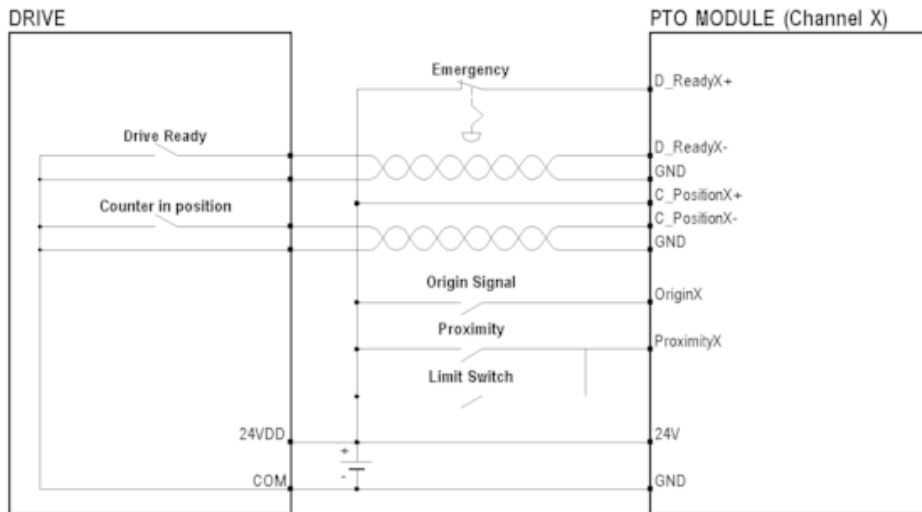 DRIVE
PTO MODULE (Channel X)
Emergency
D_ReadyX+
Drive Ready
D_ReadyX-
GND
C_PositionX+
Counter in position
C_PositionX-
GND
Origin Signal
OriginX
Proximity
ProximityX
Limit Switch
24VDD
24V
+
-
COM
GND